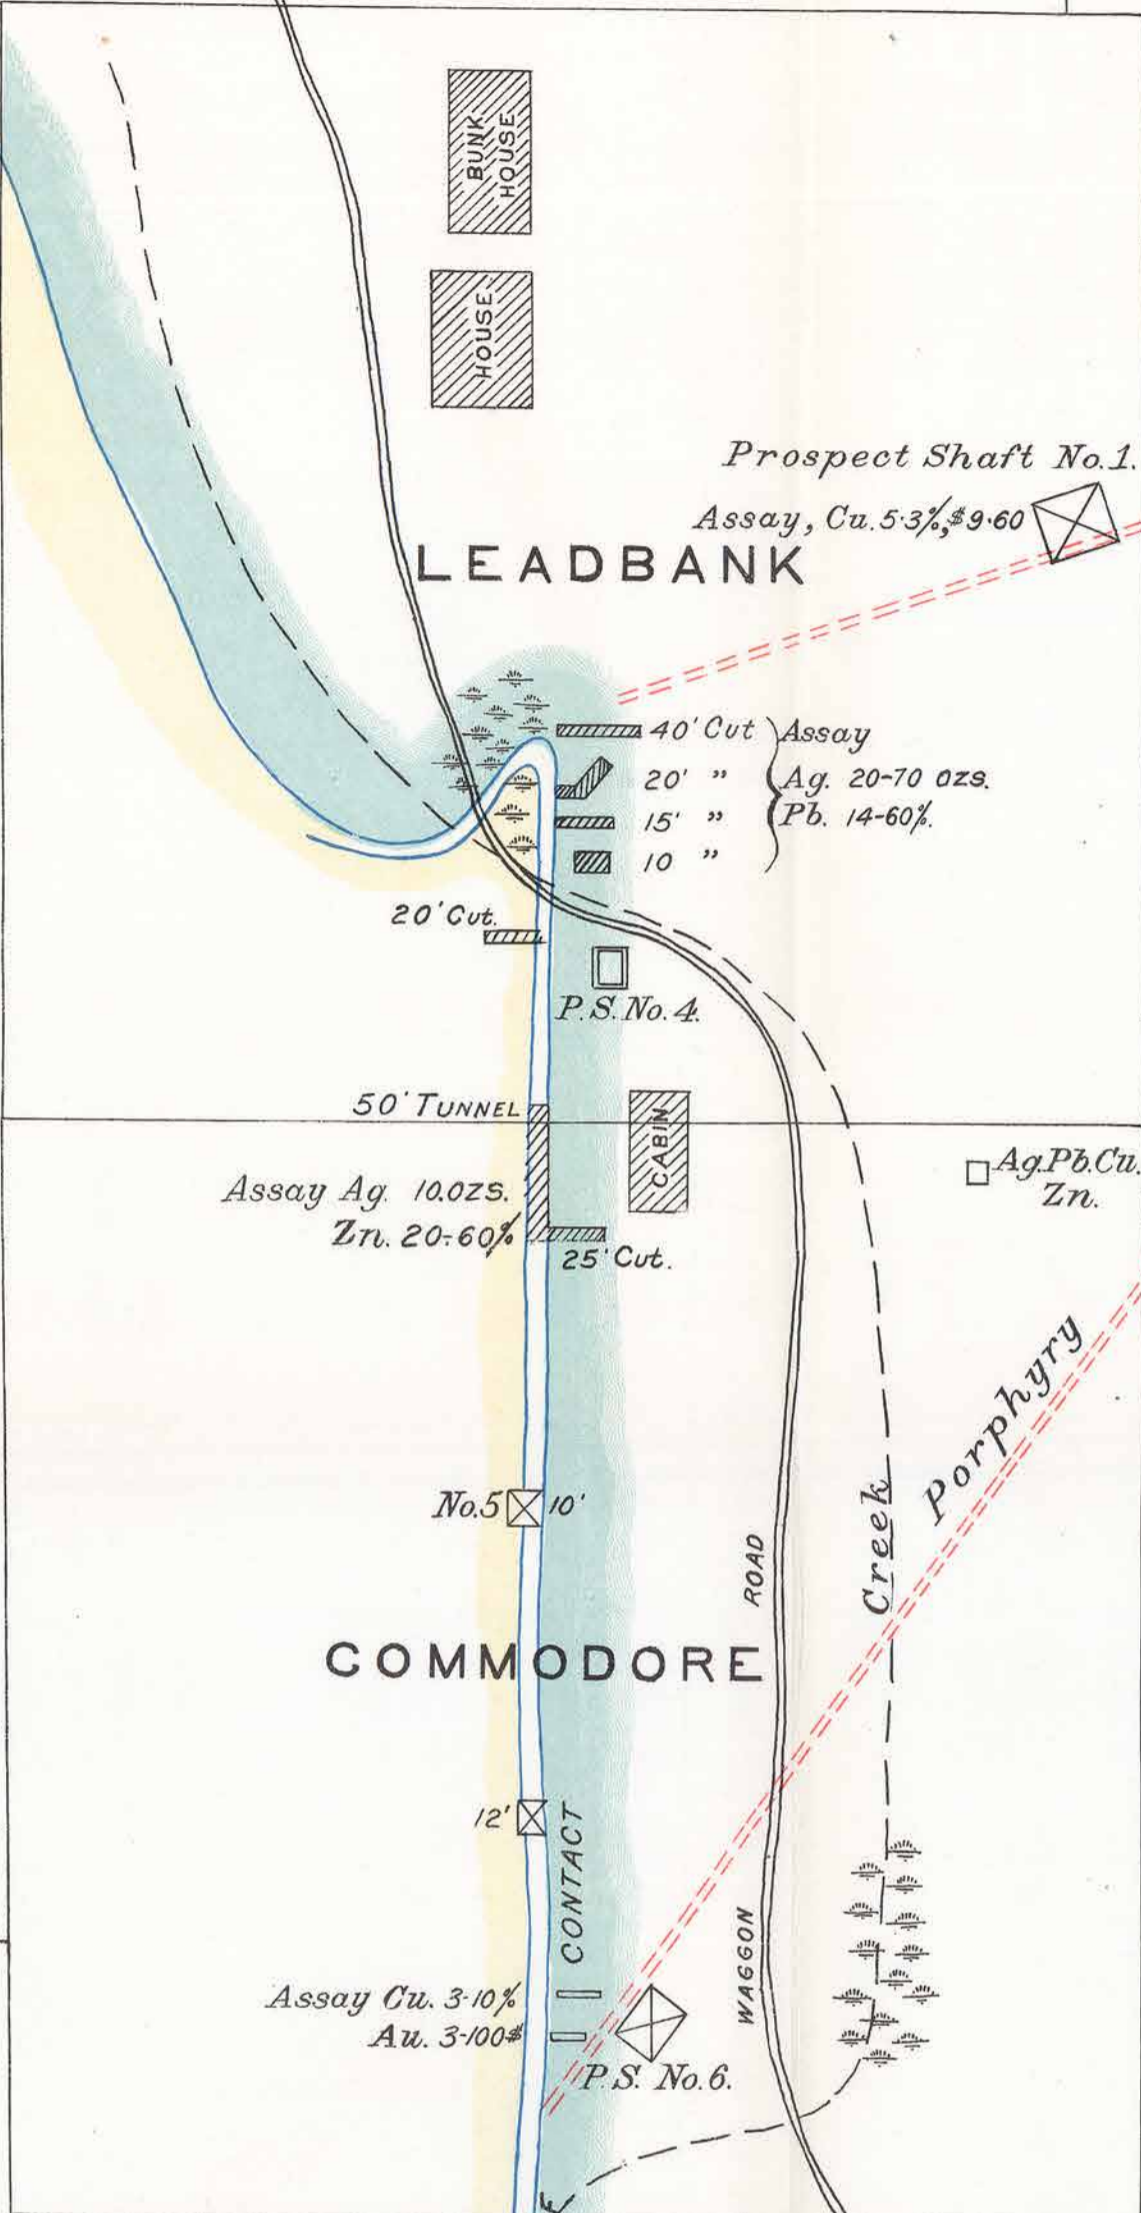 BUNK
HOUSE
HOUSE
Prospect Shaft No. 1.
Assay, Cu. 5·3%, $9·60
LEADBANK
40' Cut
20' "
15' "
10 "
Assay
Ag. 20-70 ozs.
Pb. 14-60%.
20' Cut.
P.S. No. 4.
50' TUNNEL
CABIN
Assay Ag. 10.ozs.
Zn. 20-60%
25' Cut.
Ag.Pb.Cu.
Zn.
Porphyry
Creek
No.5
10'
ROAD
COMMODORE
12'
CONTACT
WAGGON
Assay Cu. 3-10%
Au. 3-100$
P.S. No. 6.